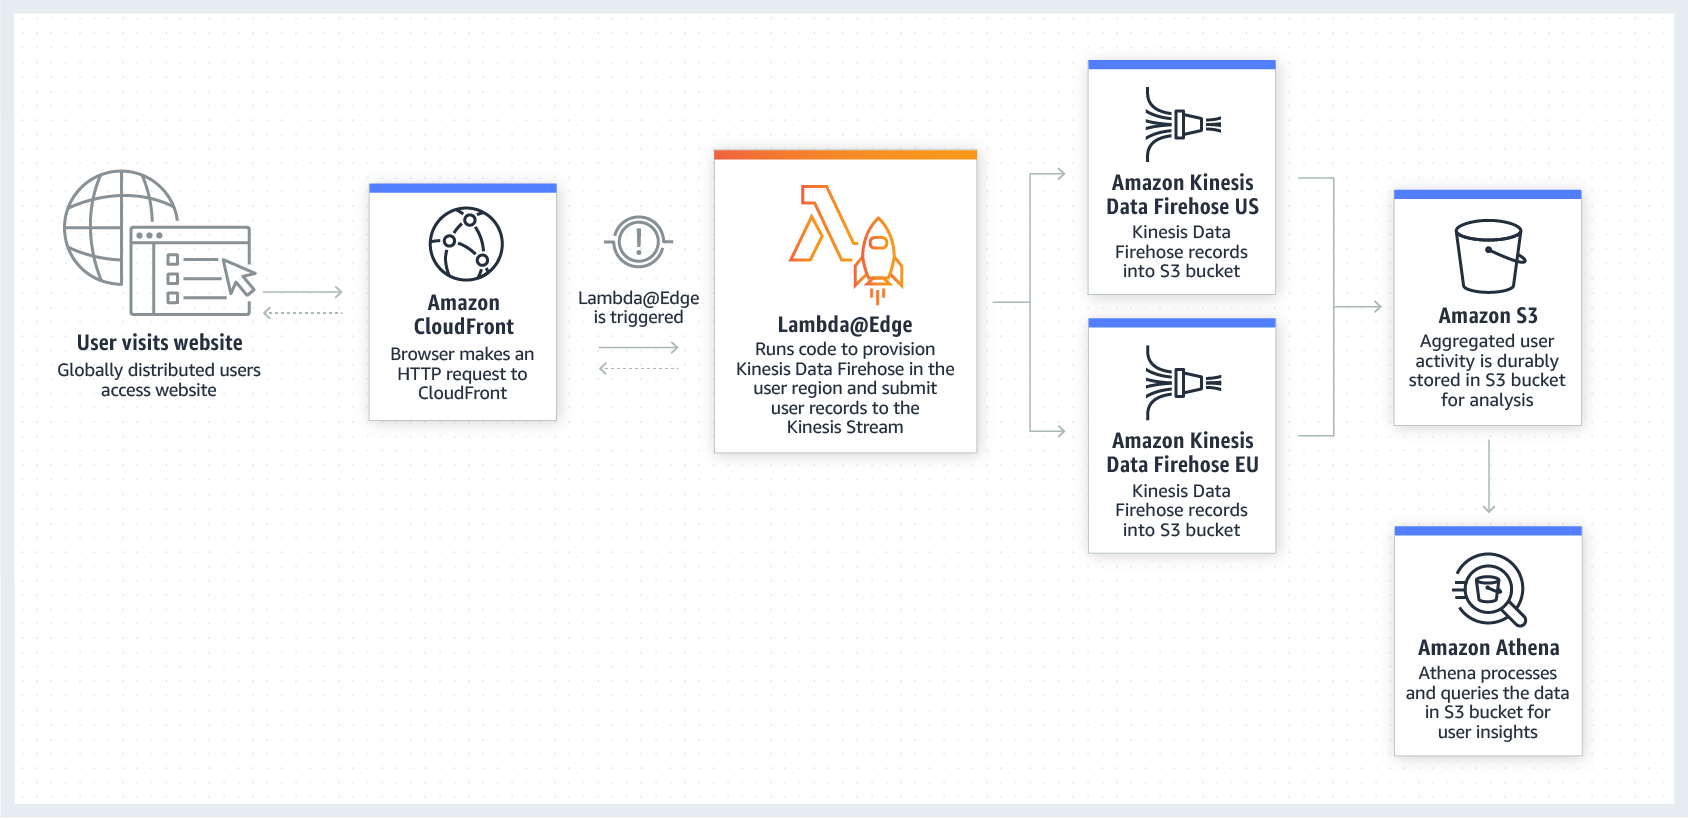 User visits website
Globally distributed users
access website
Amazon
CloudFront
Browser makes an
HTTP request to
CloudFront
Lambda@Edge
is triggered
Lambda@Edge
Runs code to provision
Kinesis Data Firehose in the
user region and submit
user records to the
Kinesis Stream
Amazon Kinesis
Data Firehose US
Kinesis Data
Firehose records
into S3 bucket
Amazon Kinesis
Data Firehose EU
Kinesis Data
Firehose records
into S3 bucket
Amazon S3
Aggregated user
activity is durably
stored in S3 bucket
for analysis
Amazon Athena
Athena processes
and queries the data
in S3 bucket for
user insights